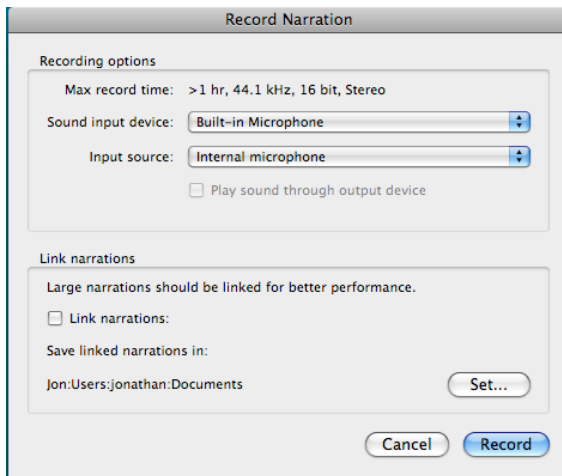 Record Narration
Recording options
Max record time: >1 hr, 44.1 kHz, 16 bit, Stereo
Sound input device: Built-in Microphone
Input source: Internal microphone
Play sound through output device
Link narrations
Large narrations should be linked for better performance.
Link narrations:
Save linked narrations in:
Jon:Users:jonathan:Documents Set...
Cancel Record